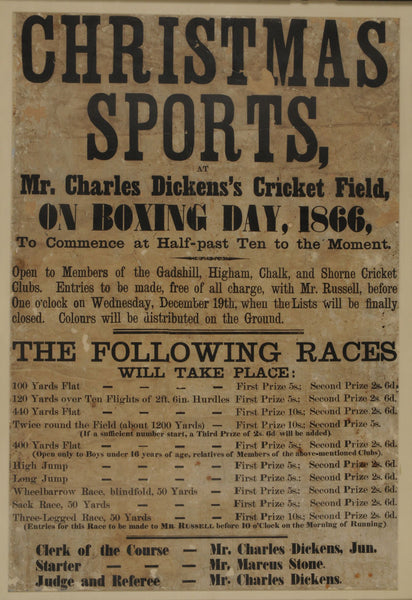 CHRISTMAS
SPORTS,
AT
Mr. Charles Dickens's Cricket Field,
ON BOXING DAY, 1866,
To Commence at Half-past Ten to the Moment.
Open to Members of the Gadshill, Higham, Chalk, and Shorne Cricket
Clubs. Entries to be made, free of all charge, with Mr. Russell, before
One o'clock on Wednesday, December 19th, when the Lists will be finally
closed. Colours will be distributed on the Ground.
THE FOLLOWING RACES
WILL TAKE PLACE:
100 Yards Flat — — — — First Prize 5s; Second Prize 2s. 6d.
120 Yards over Ten Flights of 2ft. 6in. Hurdles First Prize 5s; Second Prize 2s. 6d.
440 Yards Flat — — — — First Prize 10s; Second Prize 2s. 6d.
Twice round the Field (about 1200 Yards) — First Prize 10s; Second Prize 5s.
(If a sufficient number start, a Third Prize of 2s. 6d will be added)
400 Yards Flat — — — — First Prize 5s; Second Prize 2s. 6d.
(Open only to Boys under 16 years of age, relatives of Members of the above-mentioned Clubs).
High Jump — — — — First Prize 5s; Second Prize 2s. 6d.
Long Jump — — — — First Prize 5s; Second Prize 2s. 6d.
Wheelbarrow Race, blindfold, 50 Yards — First Prize 5s; Second Prize 2s. 6d.
Sack Race, 50 Yards — — — First Prize 5s; Second Prize 2s. 6d.
Three-Legged Race, 50 Yards — — First Prize 10s; Second Prize 2s. 6d.
(Entries for this Race to be made to MR RUSSELL before 10 o'Clock on the Morning of Running)
Clerk of the Course — Mr. Charles Dickens, Jun.
Starter — — — Mr. Marcus Stone.
Judge and Referee — Mr. Charles Dickens.